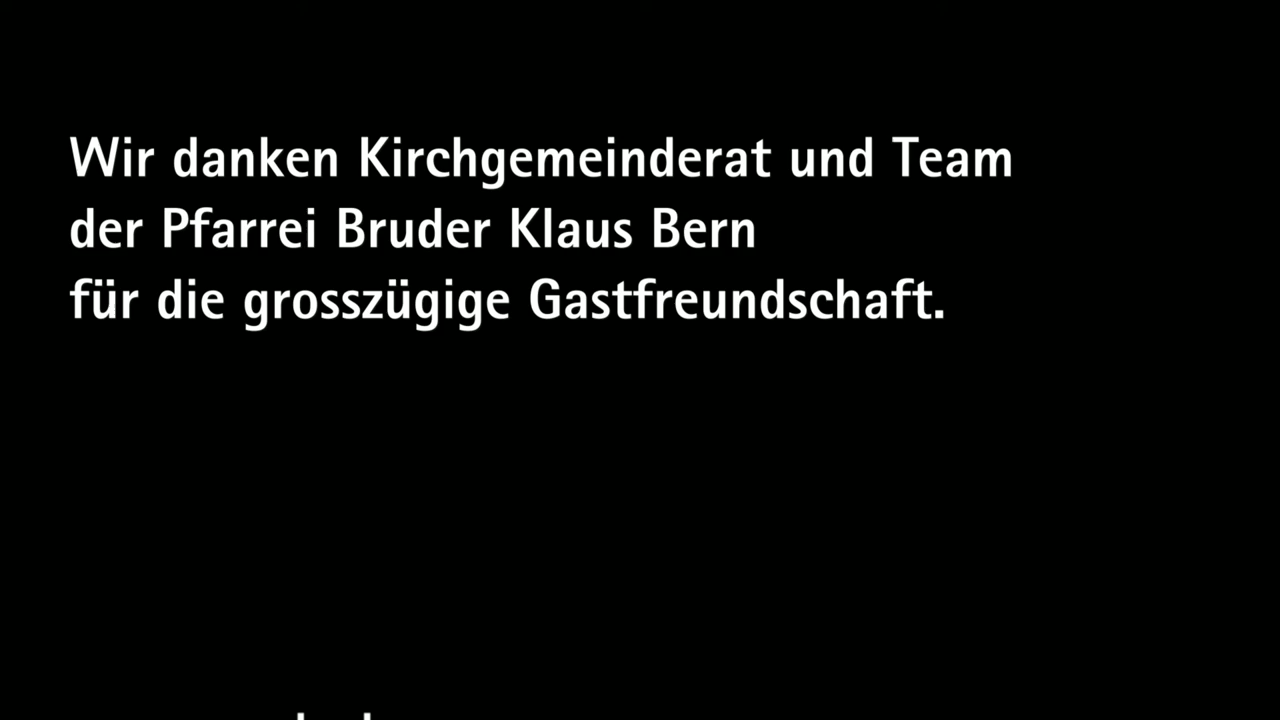 Wir danken Kirchgemeinderat und Team
der Pfarrei Bruder Klaus Bern
für die grosszügige Gastfreundschaft.